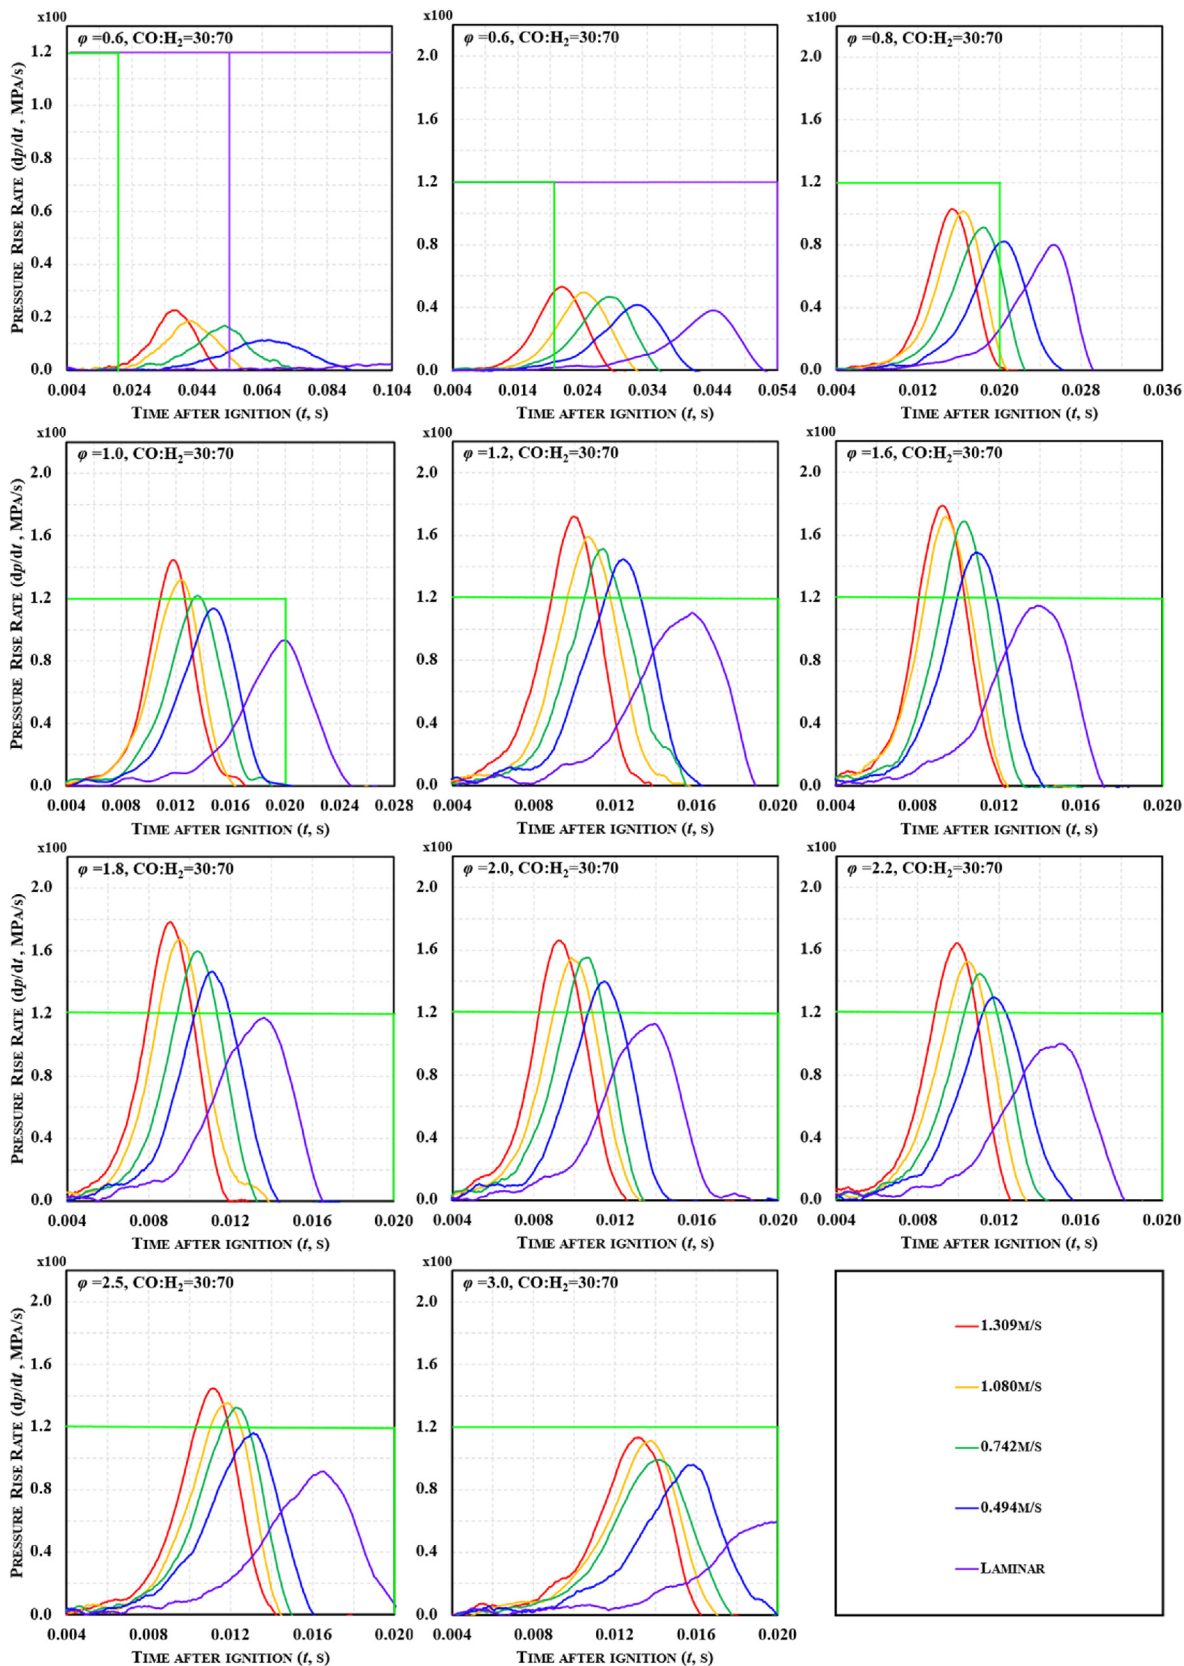 x100
φ =0.6, CO:H2=30:70
1.2
1.0
0.8
0.6
0.4
0.2
0.0
0.004 0.024 0.044 0.064 0.084 0.104
PRESSURE RISE RATE (dp/dt , MPA/S)
TIME AFTER IGNITION (t, S)
x100
φ =0.6, CO:H2=30:70
2.0
1.6
1.2
0.8
0.4
0.0
0.004 0.014 0.024 0.034 0.044 0.054
TIME AFTER IGNITION (t, S)
x100
φ =0.8, CO:H2=30:70
2.0
1.6
1.2
0.8
0.4
0.0
0.004 0.012 0.020 0.028 0.036
TIME AFTER IGNITION (t, S)
x100
φ =1.0, CO:H2=30:70
2.0
1.6
1.2
0.8
0.4
0.0
0.004 0.008 0.012 0.016 0.020 0.024 0.028
PRESSURE RISE RATE (dp/dt , MPA/S)
TIME AFTER IGNITION (t, S)
x100
φ =1.2, CO:H2=30:70
2.0
1.6
1.2
0.8
0.4
0.0
0.004 0.008 0.012 0.016 0.020
TIME AFTER IGNITION (t, S)
x100
φ =1.6, CO:H2=30:70
2.0
1.6
1.2
0.8
0.4
0.0
0.004 0.008 0.012 0.016 0.020
TIME AFTER IGNITION (t, S)
x100
φ =1.8, CO:H2=30:70
2.0
1.6
1.2
0.8
0.4
0.0
0.004 0.008 0.012 0.016 0.020
PRESSURE RISE RATE (dp/dt , MPA/S)
TIME AFTER IGNITION (t, S)
x100
φ =2.0, CO:H2=30:70
2.0
1.6
1.2
0.8
0.4
0.0
0.004 0.008 0.012 0.016 0.020
TIME AFTER IGNITION (t, S)
x100
φ =2.2, CO:H2=30:70
2.0
1.6
1.2
0.8
0.4
0.0
0.004 0.008 0.012 0.016 0.020
TIME AFTER IGNITION (t, S)
x100
φ =2.5, CO:H2=30:70
2.0
1.6
1.2
0.8
0.4
0.0
0.004 0.008 0.012 0.016 0.020
PRESSURE RISE RATE (dp/dt , MPA/S)
TIME AFTER IGNITION (t, S)
x100
φ =3.0, CO:H2=30:70
2.0
1.6
1.2
0.8
0.4
0.0
0.004 0.008 0.012 0.016 0.020
TIME AFTER IGNITION (t, S)
1.309M/S
1.080M/S
0.742M/S
0.494M/S
LAMINAR